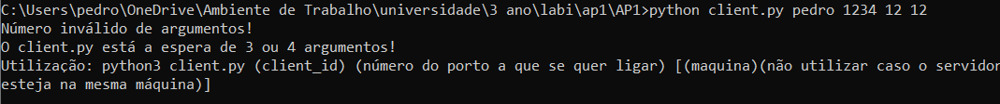 C:\Users\pedro\OneDrive\Ambiente de Trabalho\universidade\3 ano\labi\ap1\AP1>python client.py pedro 1234 12 12
Número inválido de argumentos!
O client.py está a espera de 3 ou 4 argumentos!
Utilização: python3 client.py (client_id) (número do porto a que se quer ligar) [(maquina)(não utilizar caso o servidor
esteja na mesma máquina)]